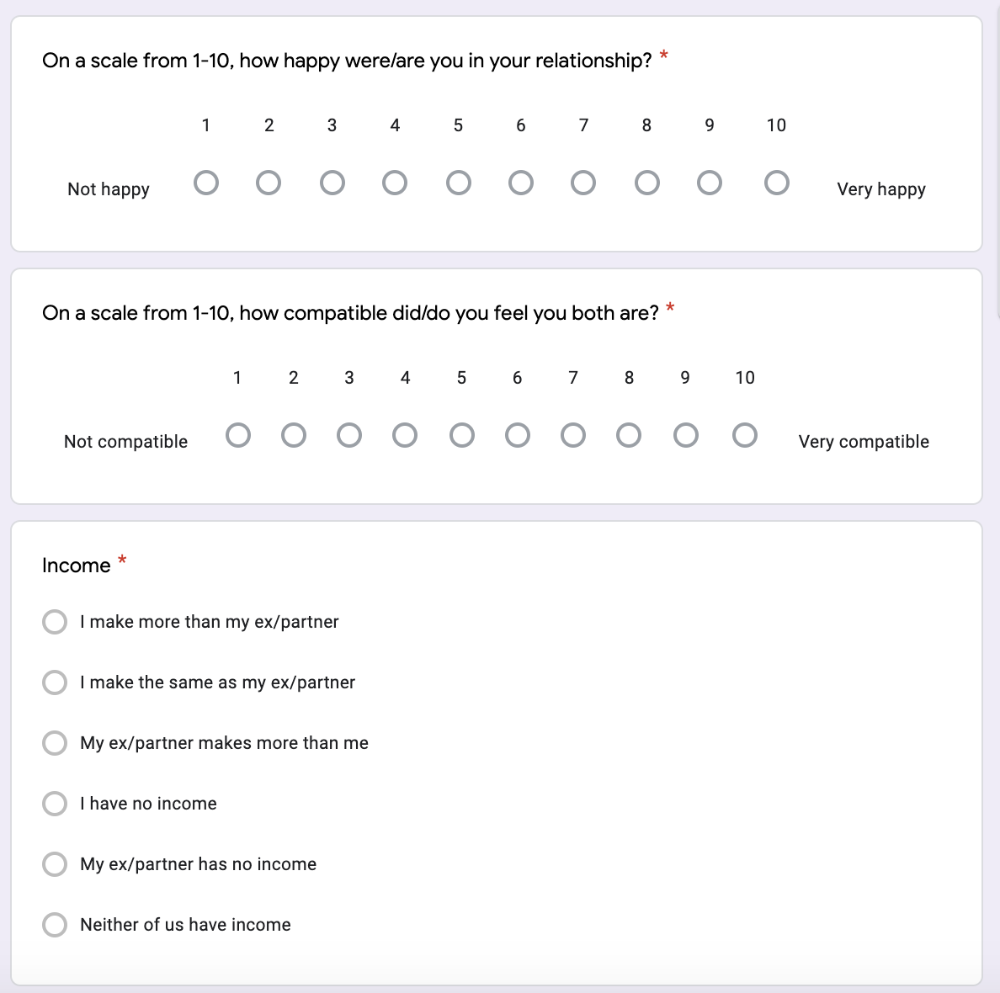 On a scale from 1-10, how happy were/are you in your relationship? *
1 2 3 4 5 6 7 8 9 10
Not happy Very happy
On a scale from 1-10, how compatible did/do you feel you both are? *
1 2 3 4 5 6 7 8 9 10
Not compatible Very compatible
Income *
I make more than my ex/partner
I make the same as my ex/partner
My ex/partner makes more than me
I have no income
My ex/partner has no income
Neither of us have income